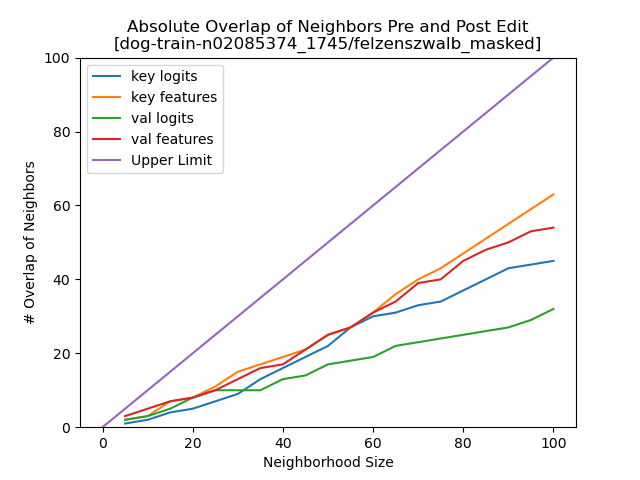 Absolute Overlap of Neighbors Pre and Post Edit
[dog-train-n02085374_1745/felzenszwalb_masked]
key logits
key features
val logits
val features
Upper Limit
# Overlap of Neighbors
100
80
60
40
20
0
0 20 40 60 80 100
Neighborhood Size